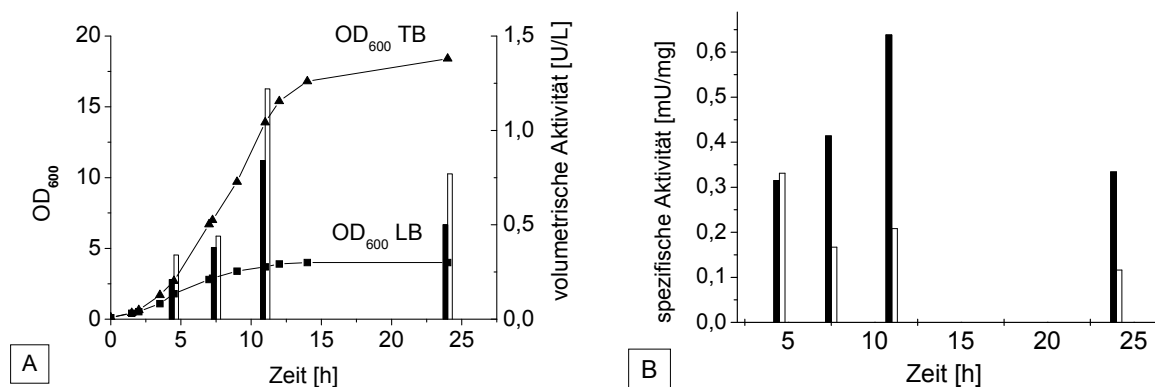 20
15
10
5
0
OD600
OD600 TB
OD600 LB
1,5
1,0
0,5
0,0
volumetrische Aktivität [U/L]
0 5 10 15 20 25
Zeit [h]
A
0,6
0,5
0,4
0,3
0,2
0,1
0,0
spezifische Aktivität [mU/mg]
5 10 15 20 25
Zeit [h]
B